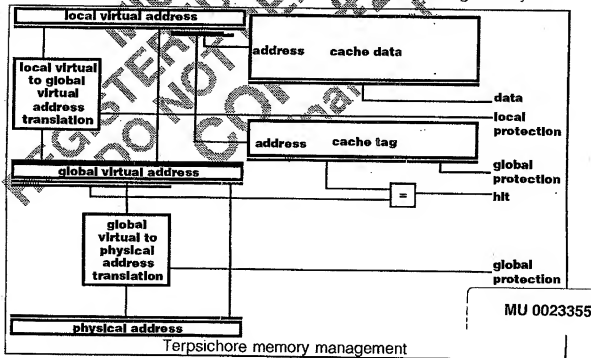 local virtual address
address cache data
local virtual
to global
virtual
address
translation
data
local
protection
address cache tag
global virtual address
global
protection
=
hit
global
virtual to
physical
address
translation
global
protection
MU 0023355
physical address
Terpsichore memory management
DO NOT